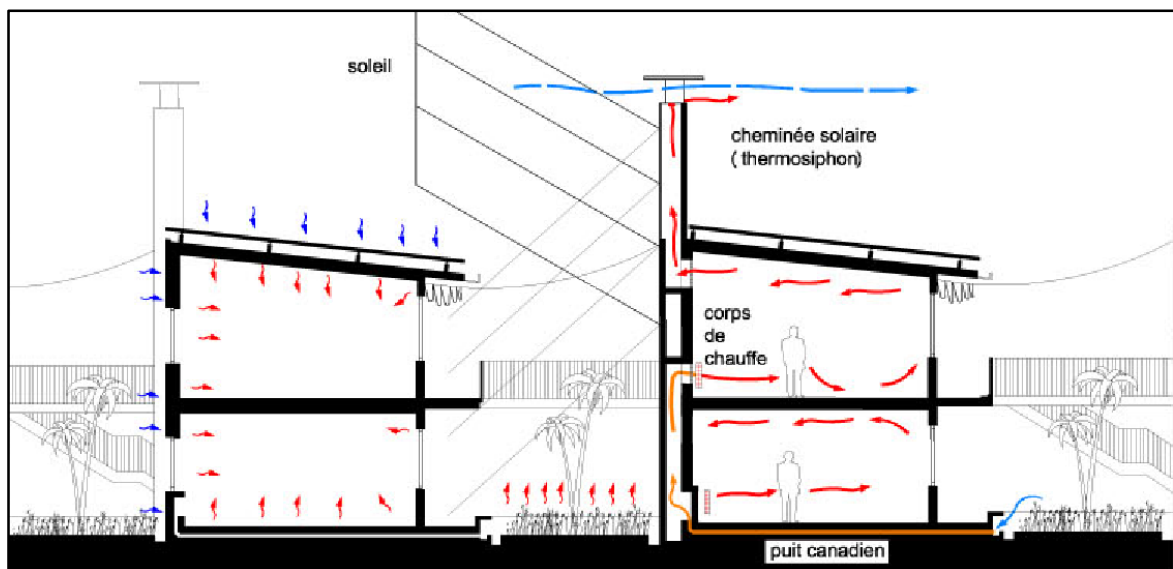 soleil
cheminée solaire
( thermosiphon)
corps
de
chauffe
puit canadien